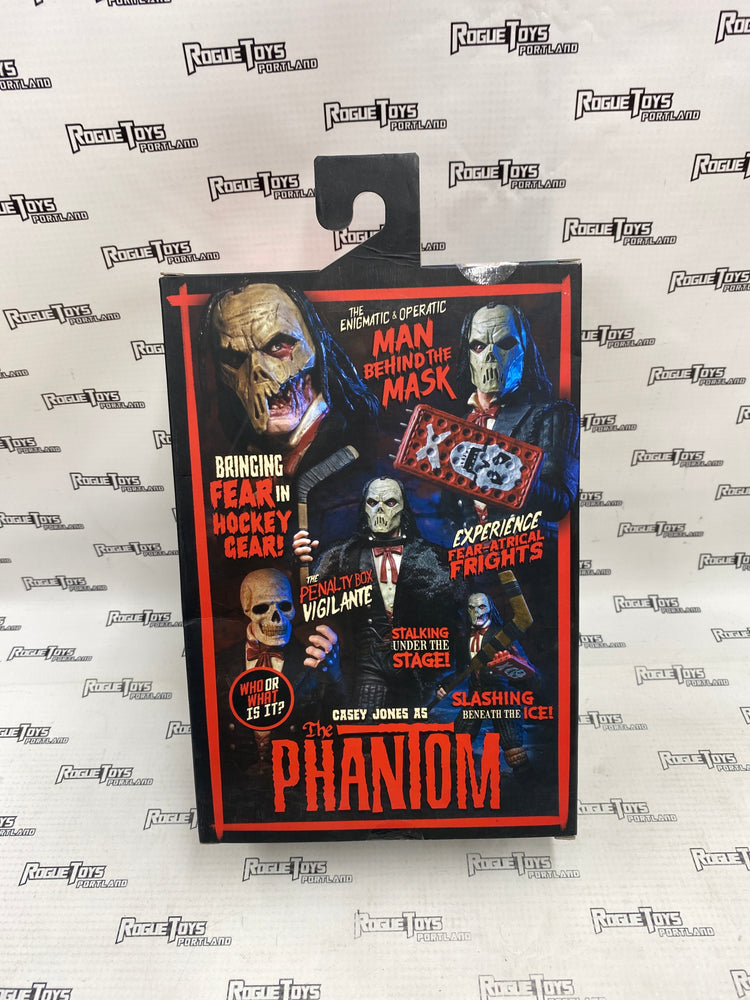 ROGUE TOYS
PORTLAND
THE
ENIGMATIC & OPERATIC
MAN
BEHIND THE
MASK
BRINGING
FEAR IN
HOCKEY
GEAR!
EXPERIENCE
FEAR-ATRICAL
FRIGHTS
THE
PENALTY BOX
VIGILANTE
STALKING
UNDER THE
STAGE!
WHO OR
WHAT
IS IT?
SLASHING
BENEATH THE ICE!
CASEY JONES AS
The
PHANTOM